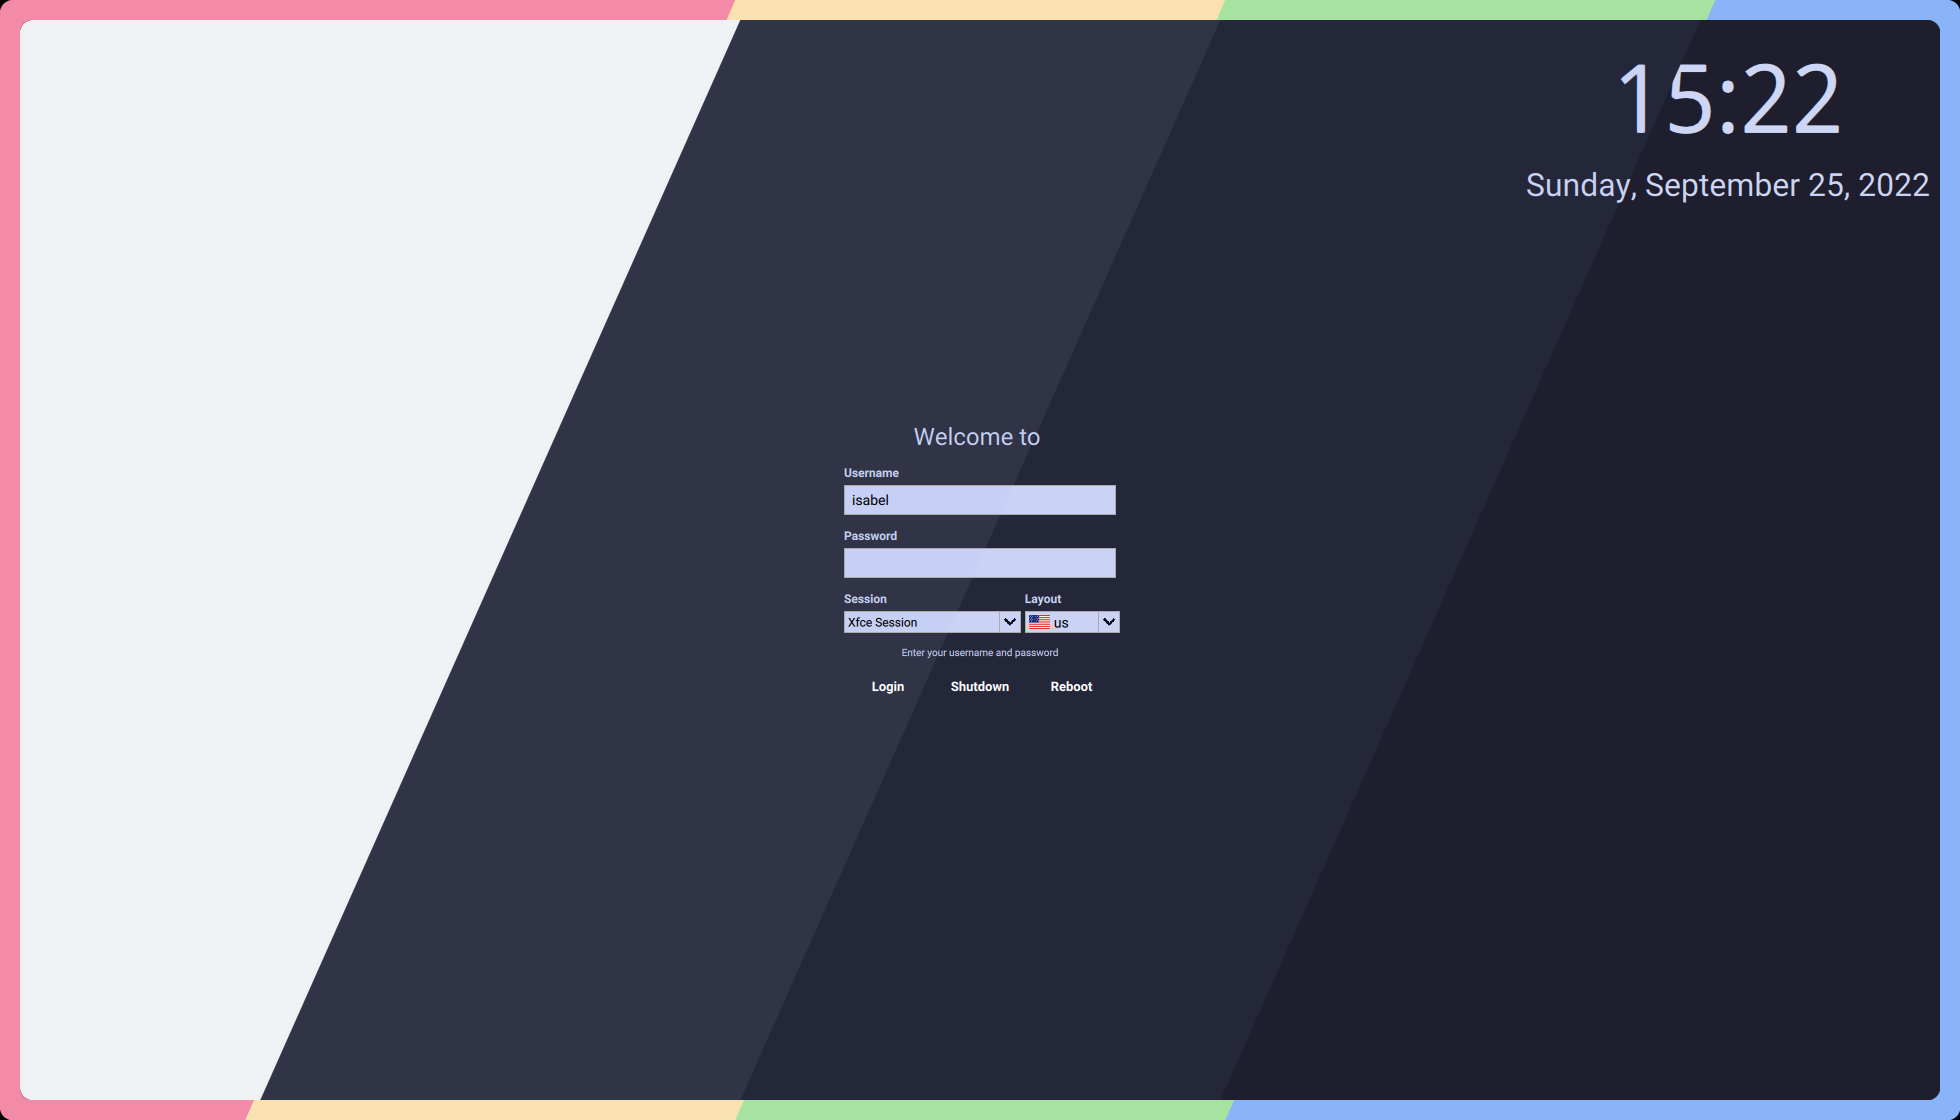 15:22
Sunday, September 25, 2022
Welcome to
Username
isabel
Password
Session Layout
Xfce Session us
Enter your username and password
Login Shutdown Reboot